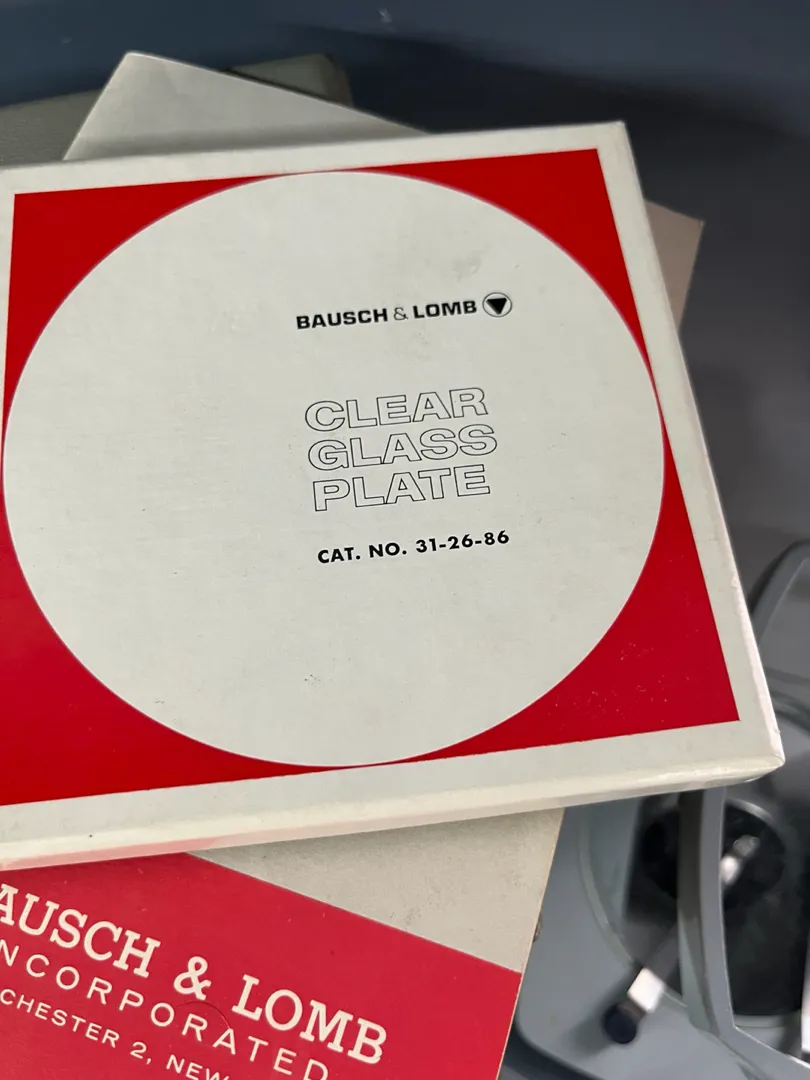 BAUSCH & LOMB
CLEAR
GLASS
PLATE
CAT. NO. 31-26-86
AUSCH & LOMB
NCORPORATED
CHESTER 2, NEW